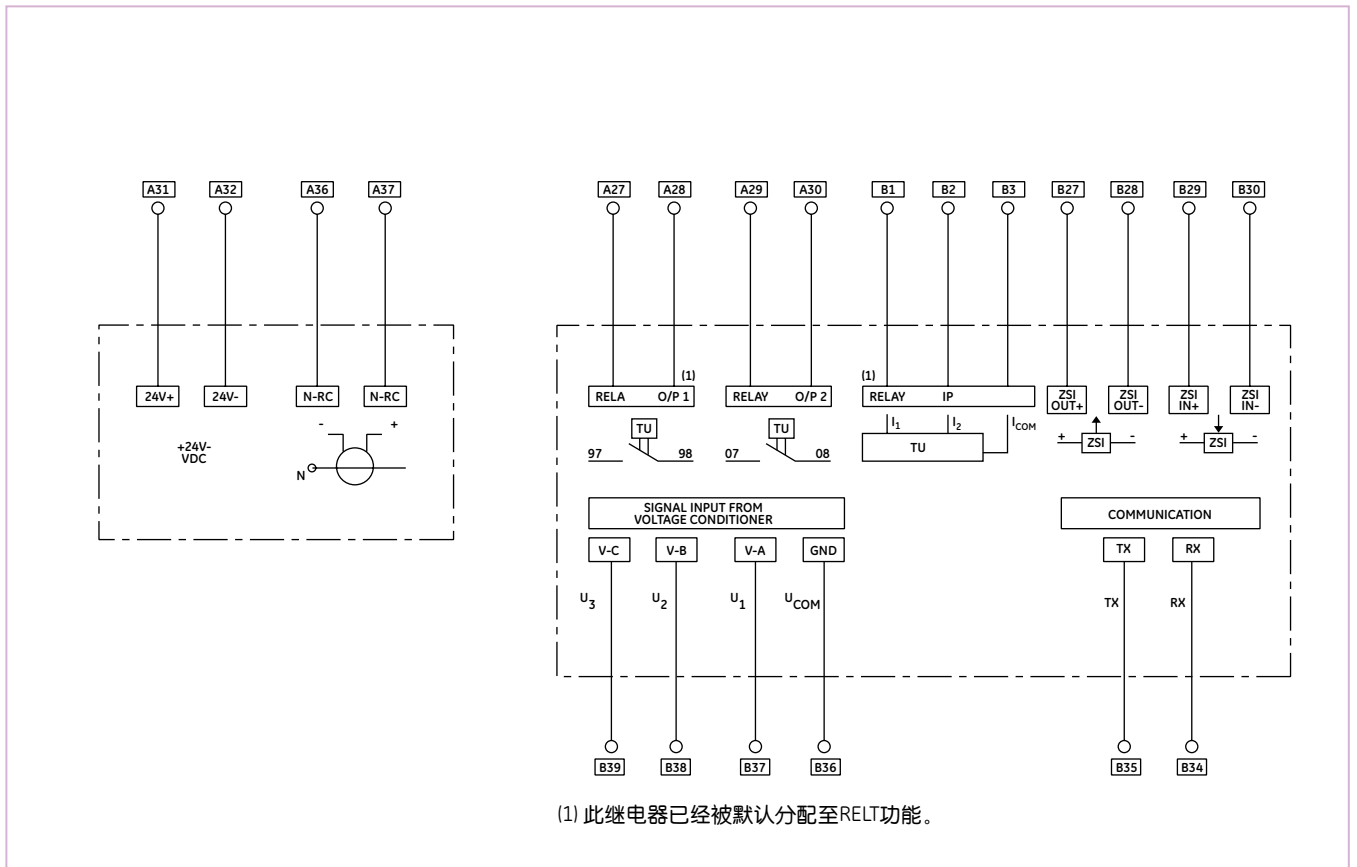 A31 A32 A36 A37 A27 A28 A29 A30 B1 B2 B3 B27 B28 B29 B30
(1) (1)
24V+ 24V- N-RC N-RC RELA O/P 1 RELAY O/P 2 RELAY IP
ZSI OUT+
ZSI OUT-
ZSI IN+
ZSI IN-
- +
+24V-
VDC
N
TU
97 98
TU
07 08
I1 I2 ICOM
TU
+ ZSI -
+ ZSI -
SIGNAL INPUT FROM
VOLTAGE CONDITIONER
COMMUNICATION
V-C V-B V-A GND TX RX
U3 U2 U1 UCOM TX RX
B39 B38 B37 B36 B35 B34
(1) 此继电器已经被默认分配至RELT功能。